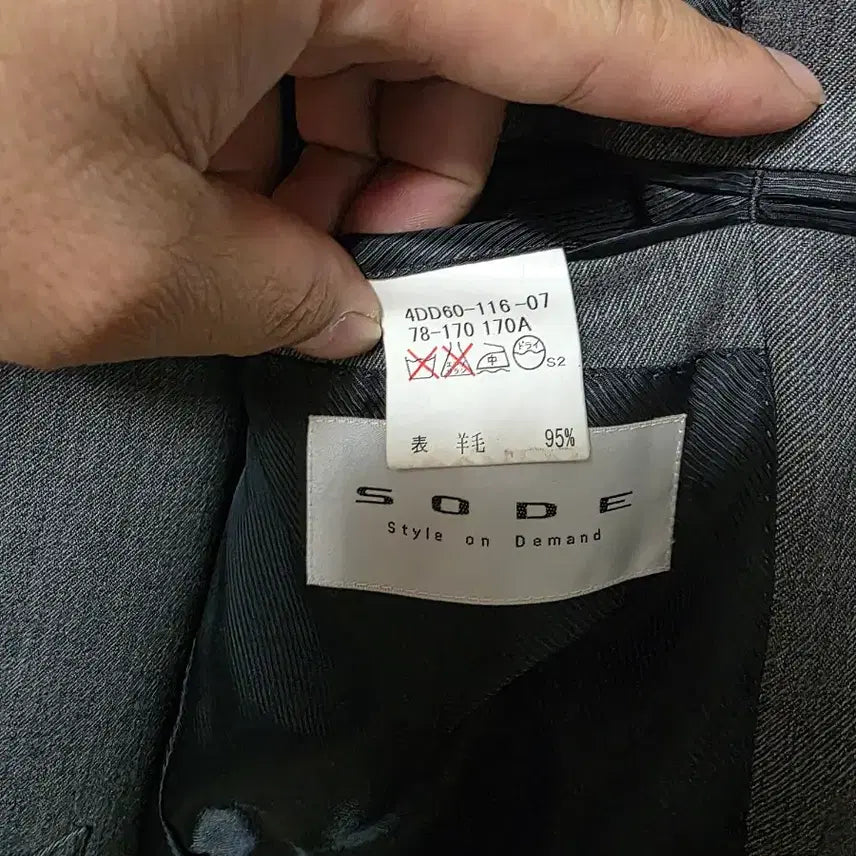 4DD60-116-07
78-170 170A
中 ドライ S2
表 羊毛 95%
SODE
Style on Demand